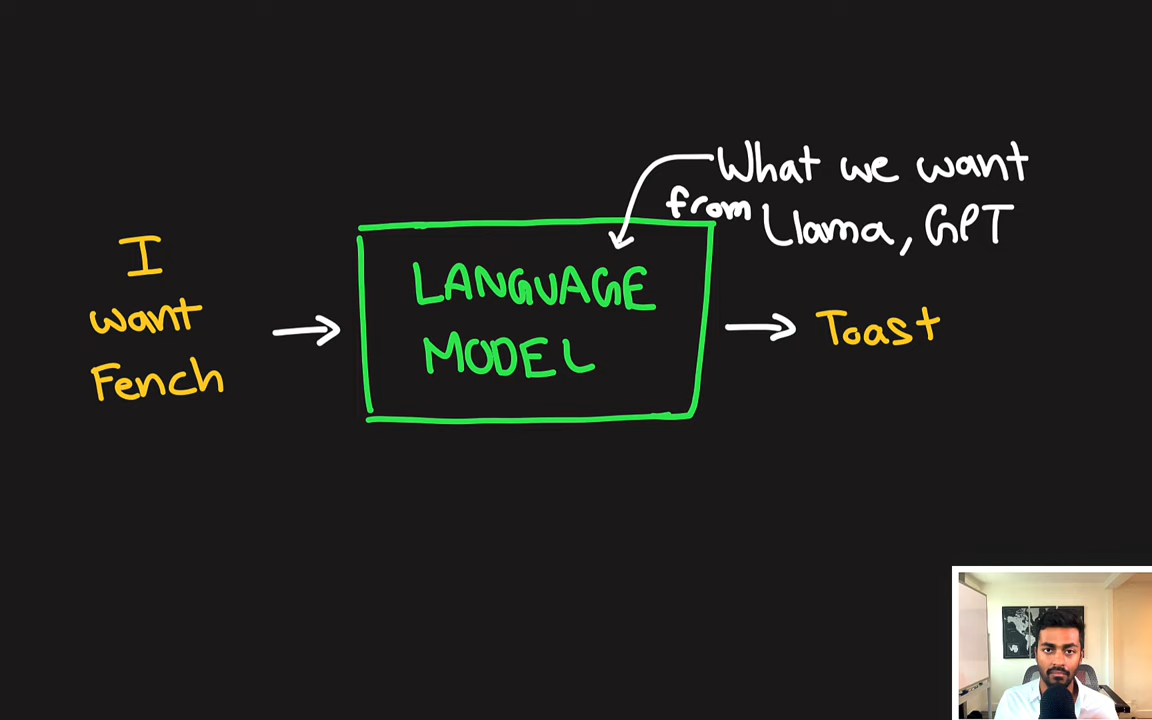 What we want
from Llama, GPT
I
want
Fench
LANGUAGE
MODEL
Toast